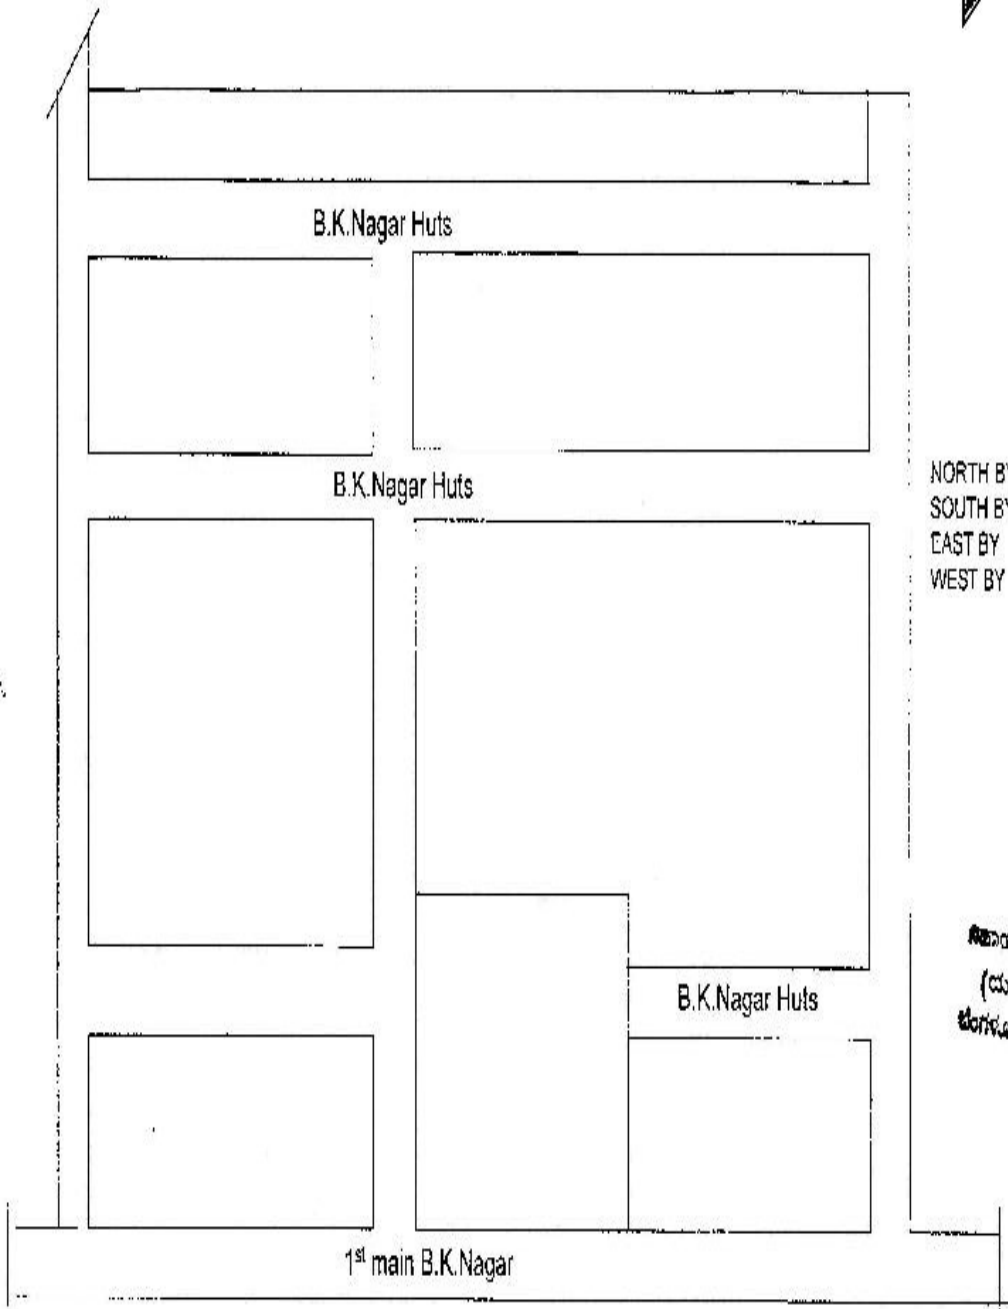 B.K.Nagar Huts
B.K.Nagar Huts
NORTH BY
SOUTH BY
EAST BY
WEST BY
B.K.Nagar Huts
1st main B.K.Nagar